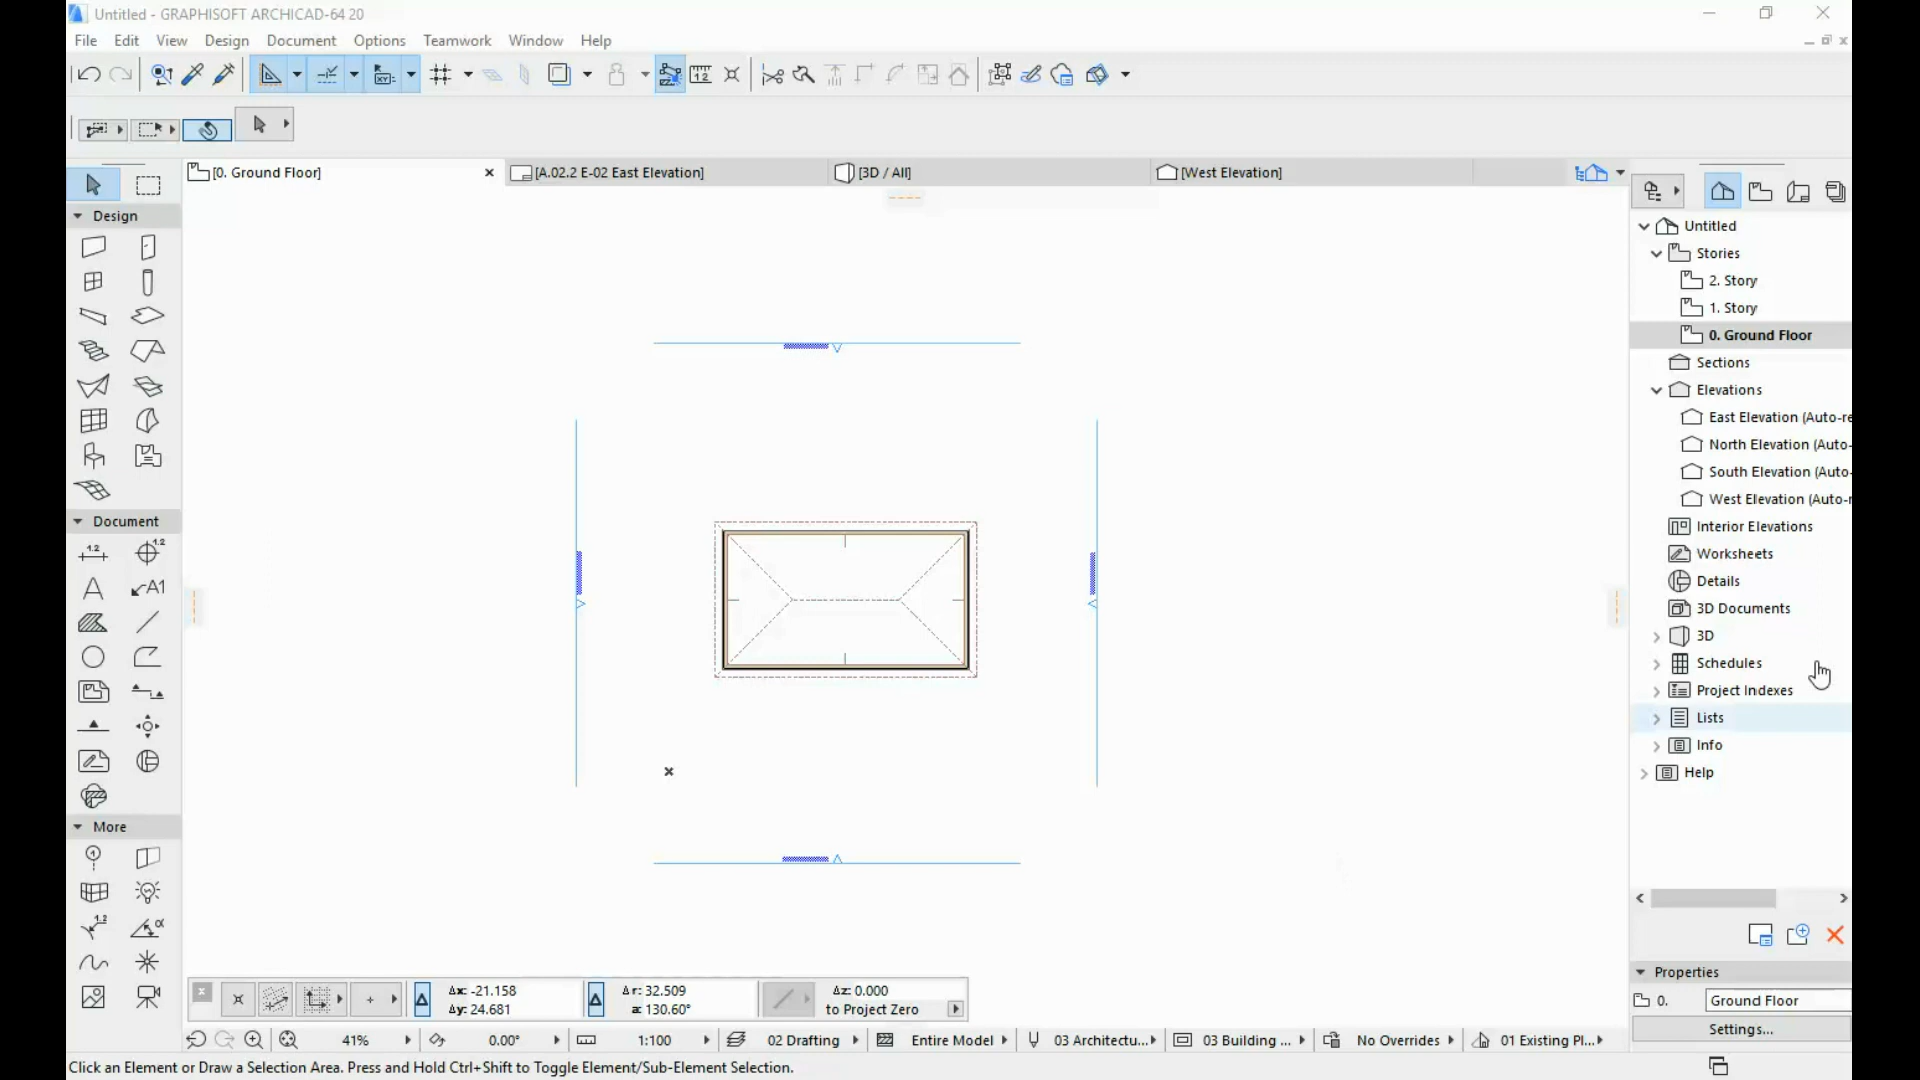 Untitled - GRAPHISOFT ARCHICAD-64 20
File Edit View Design Document Options Teamwork Window Help
[0. Ground Floor] [A.02.2 E-02 East Elevation] [3D / All] [West Elevation]
Design
Document
More
Untitled
Stories
2. Story
1. Story
0. Ground Floor
Sections
Elevations
East Elevation (Auto-re
North Elevation (Auto-
South Elevation (Auto-
West Elevation (Auto-r
Interior Elevations
Worksheets
Details
3D Documents
3D
Schedules
Project Indexes
Lists
Info
Help
Properties
0. Ground Floor
Settings...
Δx: -21.158 Δr: 32.509 Δz: 0.000
Δy: 24.681 a: 130.60° to Project Zero
41% 0.00° 1:100 02 Drafting Entire Model 03 Architectu... 03 Building ... No Overrides 01 Existing Pl...
Click an Element or Draw a Selection Area. Press and Hold Ctrl+Shift to Toggle Element/Sub-Element Selection.